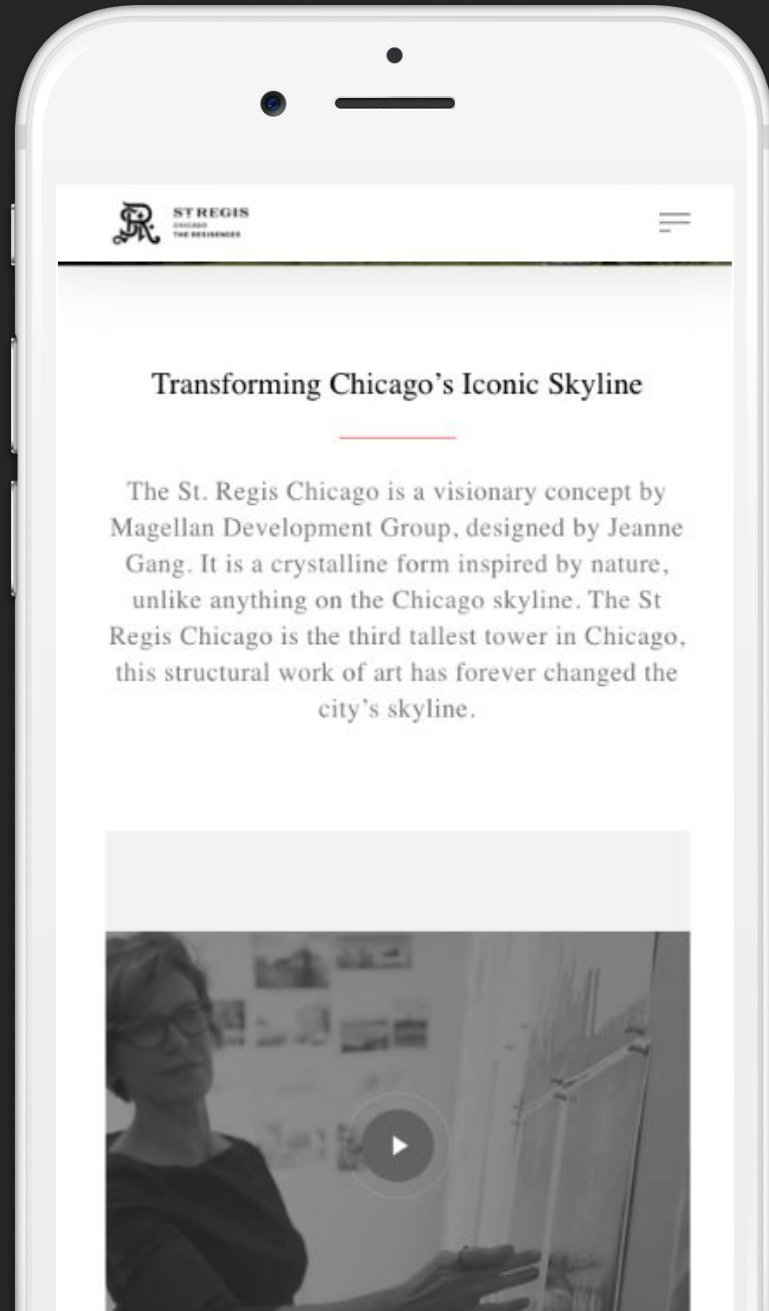 ST REGIS
CHICAGO
THE RESIDENCES
Transforming Chicago’s Iconic Skyline
The St. Regis Chicago is a visionary concept by
Magellan Development Group, designed by Jeanne
Gang. It is a crystalline form inspired by nature,
unlike anything on the Chicago skyline. The St
Regis Chicago is the third tallest tower in Chicago,
this structural work of art has forever changed the
city’s skyline.